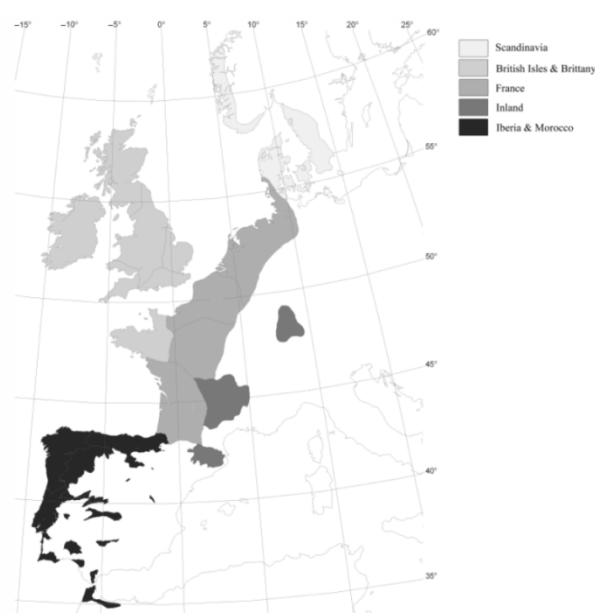 −15° −10° −5° 0° 5° 10° 15° 20° 25°
60°
Scandinavia
British Isles & Brittany
France
Inland
Iberia & Morocco
55°
50°
45°
40°
35°